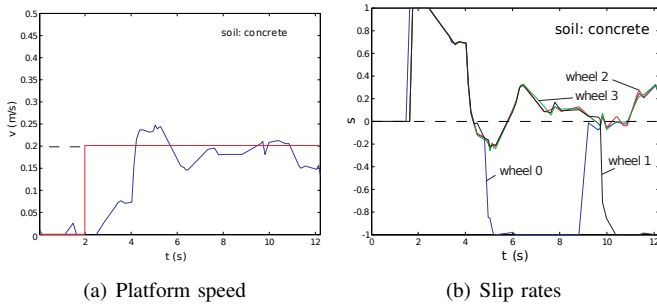 0.5
0.45
0.4
0.35
0.3
0.25
0.2
0.15
0.1
0.05
0
v (m/s)
soil: concrete
0 2 4 6 8 10 12
t (s)
(a) Platform speed
1
0.8
0.6
0.4
0.2
0
-0.2
-0.4
-0.6
-0.8
-1
s
soil: concrete
wheel 2
wheel 3
wheel 0
wheel 1
0 2 4 6 8 10 12
t (s)
(b) Slip rates